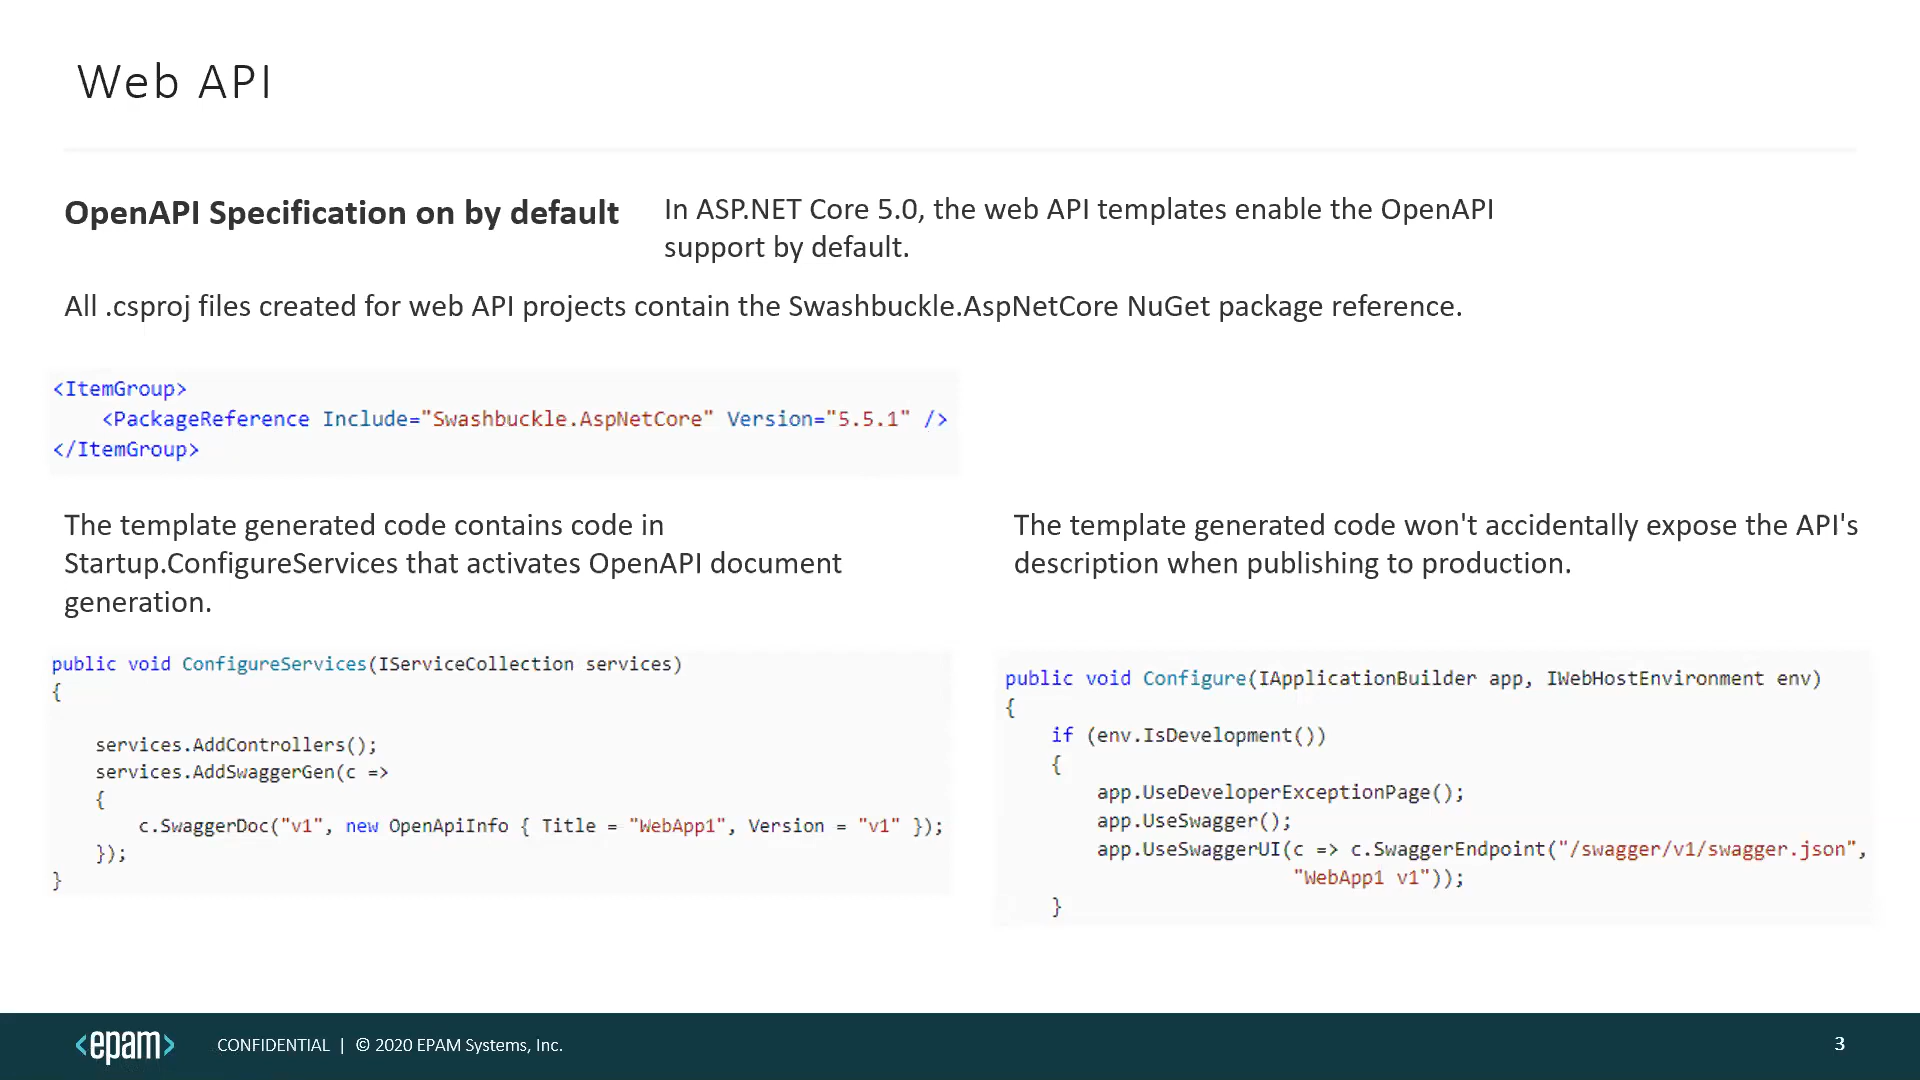 Web API
OpenAPI Specification on by default
In ASP.NET Core 5.0, the web API templates enable the OpenAPI
support by default.
All .csproj files created for web API projects contain the Swashbuckle.AspNetCore NuGet package reference.
<ItemGroup>
    <PackageReference Include="Swashbuckle.AspNetCore" Version="5.5.1" />
</ItemGroup>
The template generated code contains code in
Startup.ConfigureServices that activates OpenAPI document
generation.
public void ConfigureServices(IServiceCollection services)
{
    services.AddControllers();
    services.AddSwaggerGen(c =>
    {
        c.SwaggerDoc("v1", new OpenApiInfo { Title = "WebApp1", Version = "v1" });
    });
}
The template generated code won't accidentally expose the API's
description when publishing to production.
public void Configure(IApplicationBuilder app, IWebHostEnvironment env)
{
    if (env.IsDevelopment())
    {
        app.UseDeveloperExceptionPage();
        app.UseSwagger();
        app.UseSwaggerUI(c => c.SwaggerEndpoint("/swagger/v1/swagger.json",
                         "WebApp1 v1"));
    }
<epam>
CONFIDENTIAL | © 2020 EPAM Systems, Inc.
3